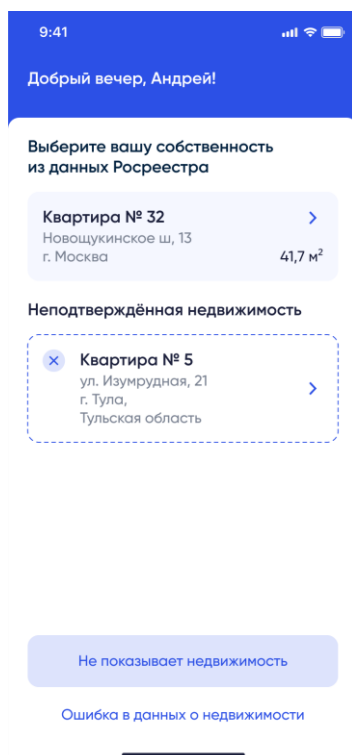 9:41
Добрый вечер, Андрей!
Выберите вашу собственность
из данных Росреестра
Квартира № 32
Новощукинское ш, 13
г. Москва
41,7 м²
Неподтверждённая недвижимость
Квартира № 5
ул. Изумрудная, 21
г. Тула,
Тульская область
Не показывает недвижимость
Ошибка в данных о недвижимости